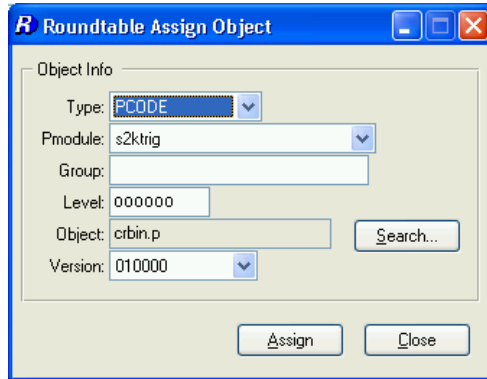 Roundtable Assign Object
Object Info
Type: PCODE
Pmodule: s2ktrig
Group:
Level: 000000
Object: crbin.p
Search...
Version: 010000
Assign Close